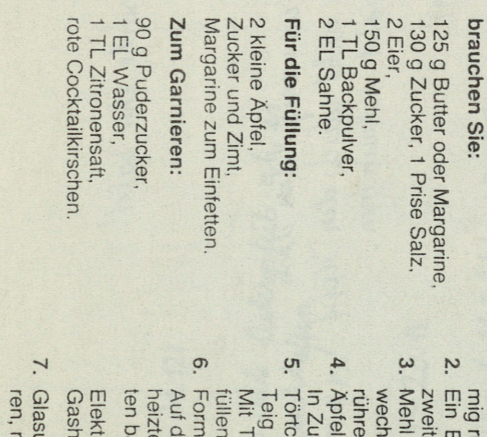 brauchen Sie:
125 g Butter oder Margarine,
130 g Zucker, 1 Prise Salz,
2 Eier,
150 g Mehl,
1 TL Backpulver,
2 EL Sahne.
Für die Füllung:
2 kleine Äpfel,
Zucker und Zimt,
Margarine zum Einfetten.
Zum Garnieren:
90 g Puderzucker,
1 EL Wasser,
1 TL Zitronensaft,
rote Cocktailkirschen.
mig
2. Ein
zweit
3. Mehl
wech
rühre
4. Äpfel
In Zu
5. Törtc
Teig
Mit T
füllen
6. Form
Auf d
heizte
ten b
Elekt
Gash
7. Glasu
ren, r